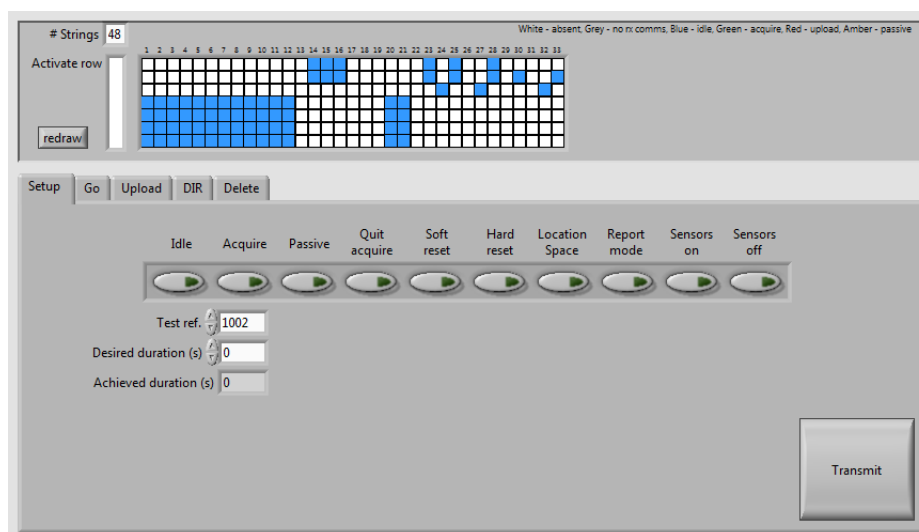 # Strings 48
White - absent, Grey - no rx comms, Blue - idle, Green - acquire, Red - upload, Amber - passive
1 2 3 4 5 6 7 8 9 10 11 12 13 14 15 16 17 18 19 20 21 22 23 24 25 26 27 28 29 30 31 32 33
Activate row
redraw
Setup Go Upload DIR Delete
Idle Acquire Passive Quit acquire Soft reset Hard reset Location Space Report mode Sensors on Sensors off
Test ref. 1002
Desired duration (s) 0
Achieved duration (s) 0
Transmit